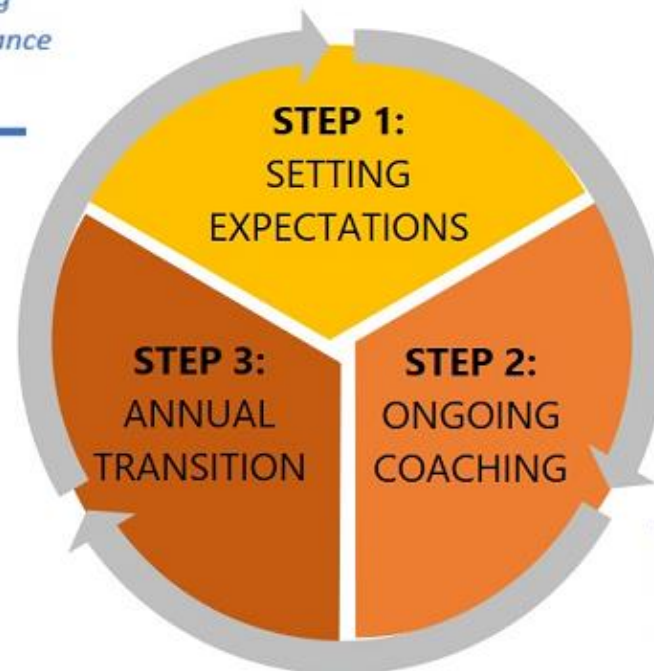 STEP 1:
SETTING
EXPECTATIONS
STEP 3:
ANNUAL
TRANSITION
STEP 2:
ONGOING
COACHING